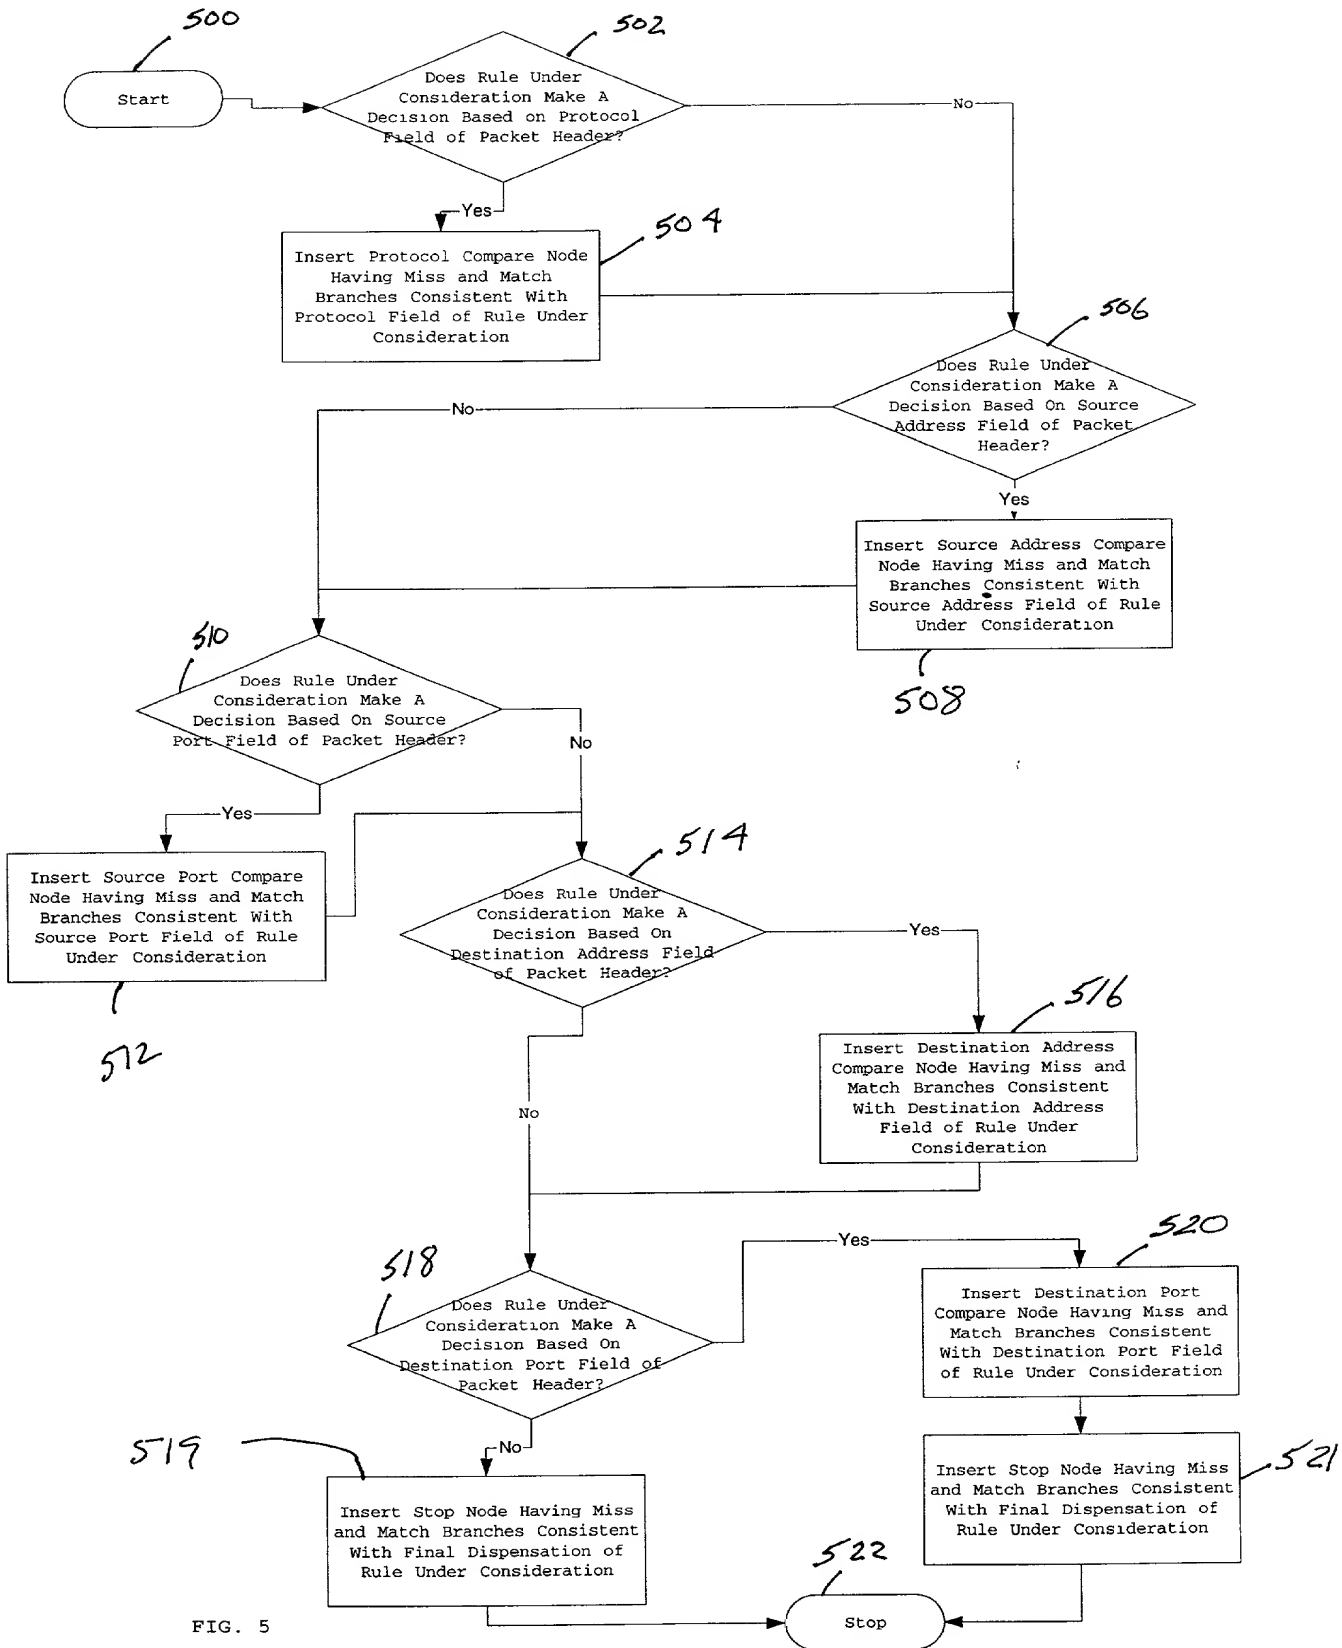 500
502
Start
Does Rule Under
Consideration Make A
Decision Based on Protocol
Field of Packet Header?
No
Yes
504
Insert Protocol Compare Node
Having Miss and Match
Branches Consistent With
Protocol Field of Rule Under
Consideration
506
Does Rule Under
Consideration Make A
Decision Based On Source
Address Field of Packet
Header?
No
Yes
Insert Source Address Compare
Node Having Miss and Match
Branches Consistent With
Source Address Field of Rule
Under Consideration
508
510
Does Rule Under
Consideration Make A
Decision Based On Source
Port Field of Packet Header?
No
Yes
Insert Source Port Compare
Node Having Miss and Match
Branches Consistent With
Source Port Field of Rule
Under Consideration
512
514
Does Rule Under
Consideration Make A
Decision Based On
Destination Address Field
of Packet Header?
Yes
516
Insert Destination Address
Compare Node Having Miss and
Match Branches Consistent
With Destination Address
Field of Rule Under
Consideration
No
518
Does Rule Under
Consideration Make A
Decision Based On
Destination Port Field of
Packet Header?
Yes
520
Insert Destination Port
Compare Node Having Miss and
Match Branches Consistent
With Destination Port Field
of Rule Under Consideration
No
519
Insert Stop Node Having Miss
and Match Branches Consistent
With Final Dispensation of
Rule Under Consideration
521
Insert Stop Node Having Miss
and Match Branches Consistent
With Final Dispensation of
Rule Under Consideration
522
Stop
FIG. 5